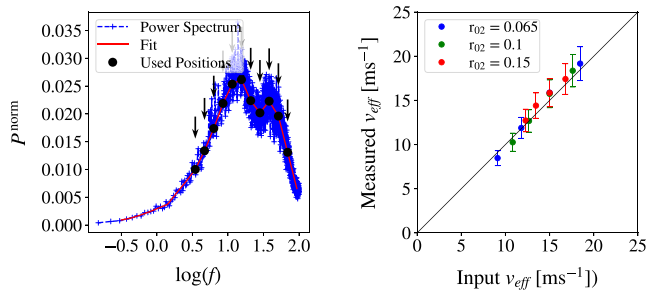 0.035
0.030
0.025
0.020
0.015
0.010
0.005
0.000
P^norm
Power Spectrum
Fit
Used Positions
−0.5 0.0 0.5 1.0 1.5 2.0
log(f)
25
20
15
10
5
0
Measured v_eff [ms⁻¹]
r₀₂ = 0.065
r₀₂ = 0.1
r₀₂ = 0.15
0 5 10 15 20 25
Input v_eff [ms⁻¹])